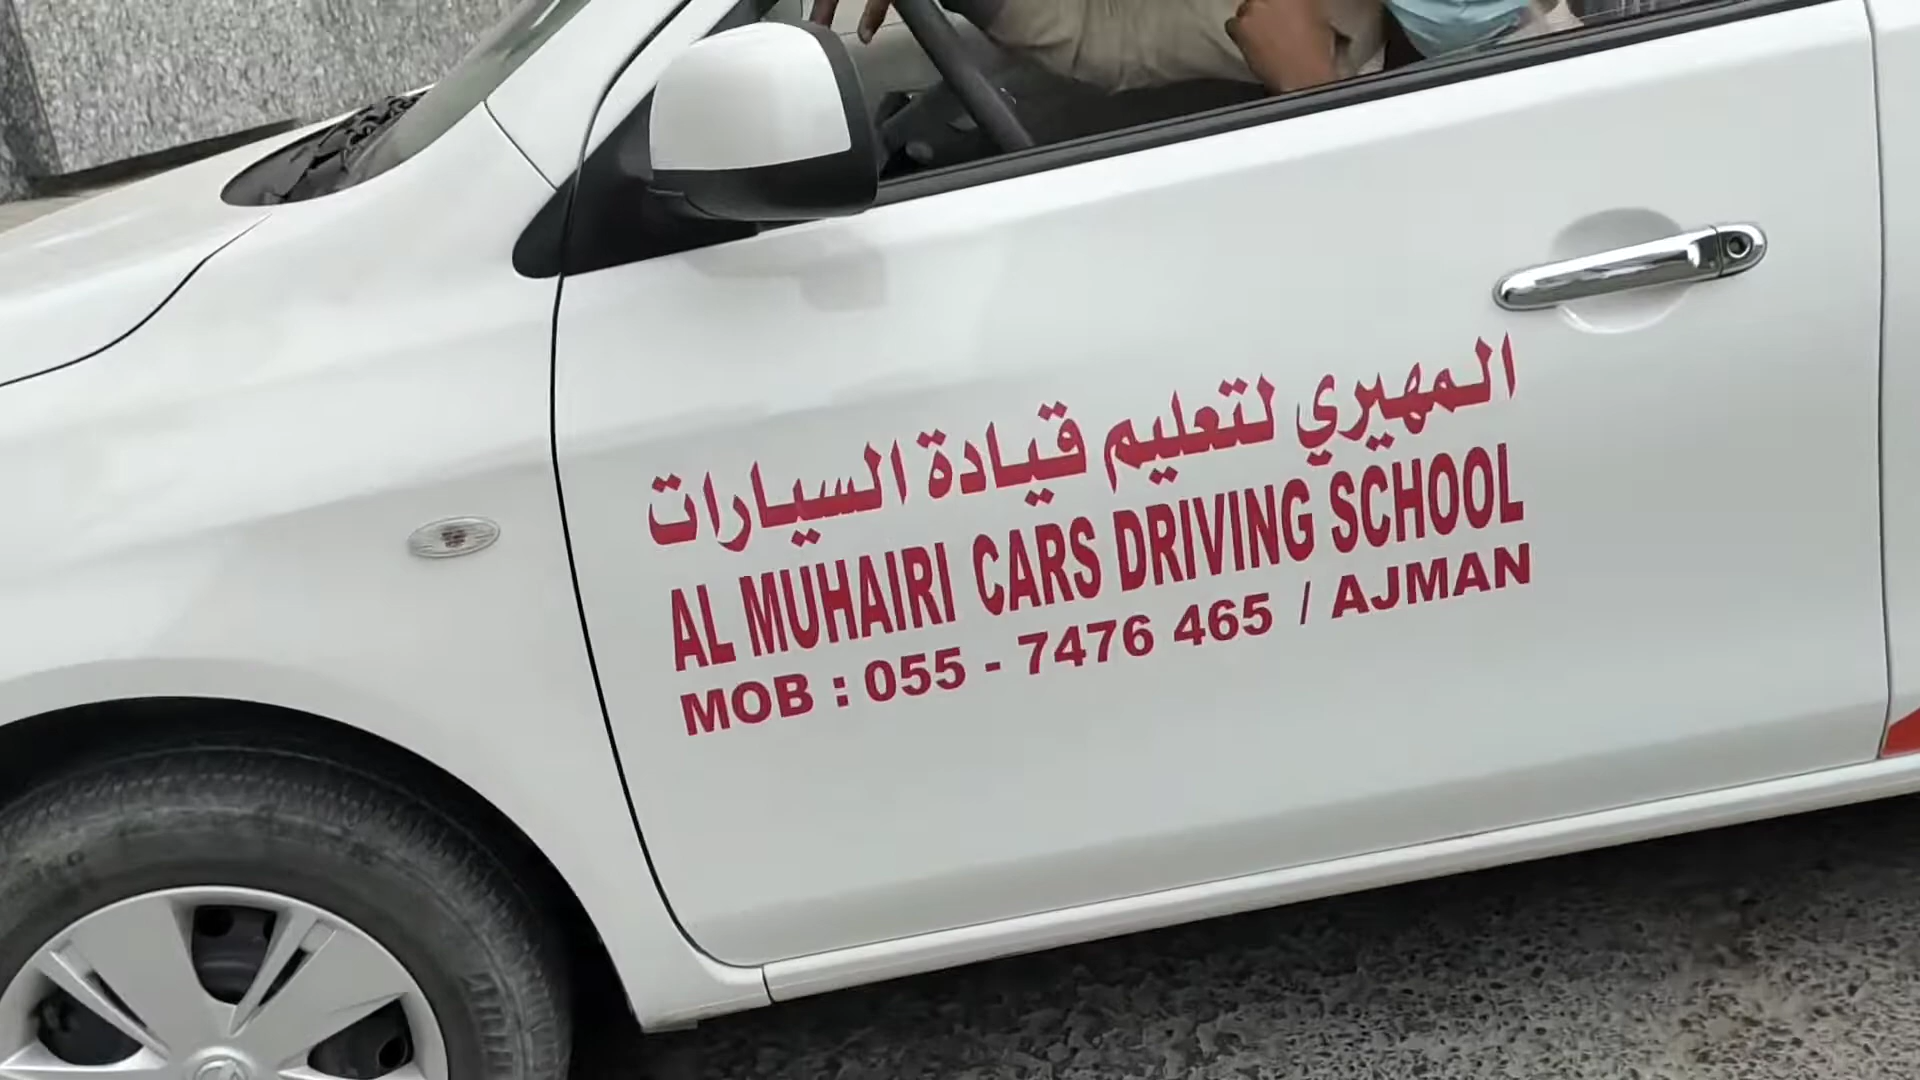 المهيري لتعليم قيادة السيارات
AL MUHAIRI CARS DRIVING SCHOOL
MOB : 055 - 7476 465 / AJMAN